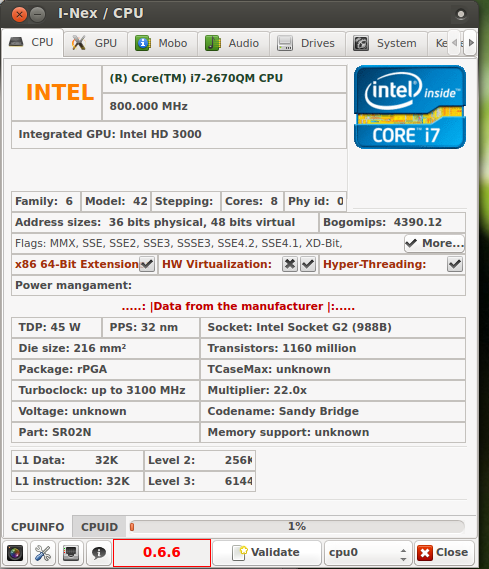 I-Nex / CPU
CPU GPU Mobo Audio Drives System Ke
INTEL
(R) Core(TM) i7-2670QM CPU
800.000 MHz
Integrated GPU: Intel HD 3000
intel inside™
CORE™ i7
Family: 6 Model: 42 Stepping: Cores: 8 Phy id: 0
Address sizes: 36 bits physical, 48 bits virtual Bogomips: 4390.12
Flags: MMX, SSE, SSE2, SSE3, SSSE3, SSE4.2, SSE4.1, XD-Bit, More...
x86 64-Bit Extension HW Virtualization: Hyper-Threading:
Power mangament:
.....: |Data from the manufacturer |:.....
TDP: 45 W PPS: 32 nm Socket: Intel Socket G2 (988B)
Die size: 216 mm² Transistors: 1160 million
Package: rPGA TCaseMax: unknown
Turboclock: up to 3100 MHz Multiplier: 22.0x
Voltage: unknown Codename: Sandy Bridge
Part: SR02N Memory support: unknown
L1 Data: 32K Level 2: 256K
L1 instruction: 32K Level 3: 6144
CPUINFO CPUID 1%
0.6.6 Validate cpu0 Close